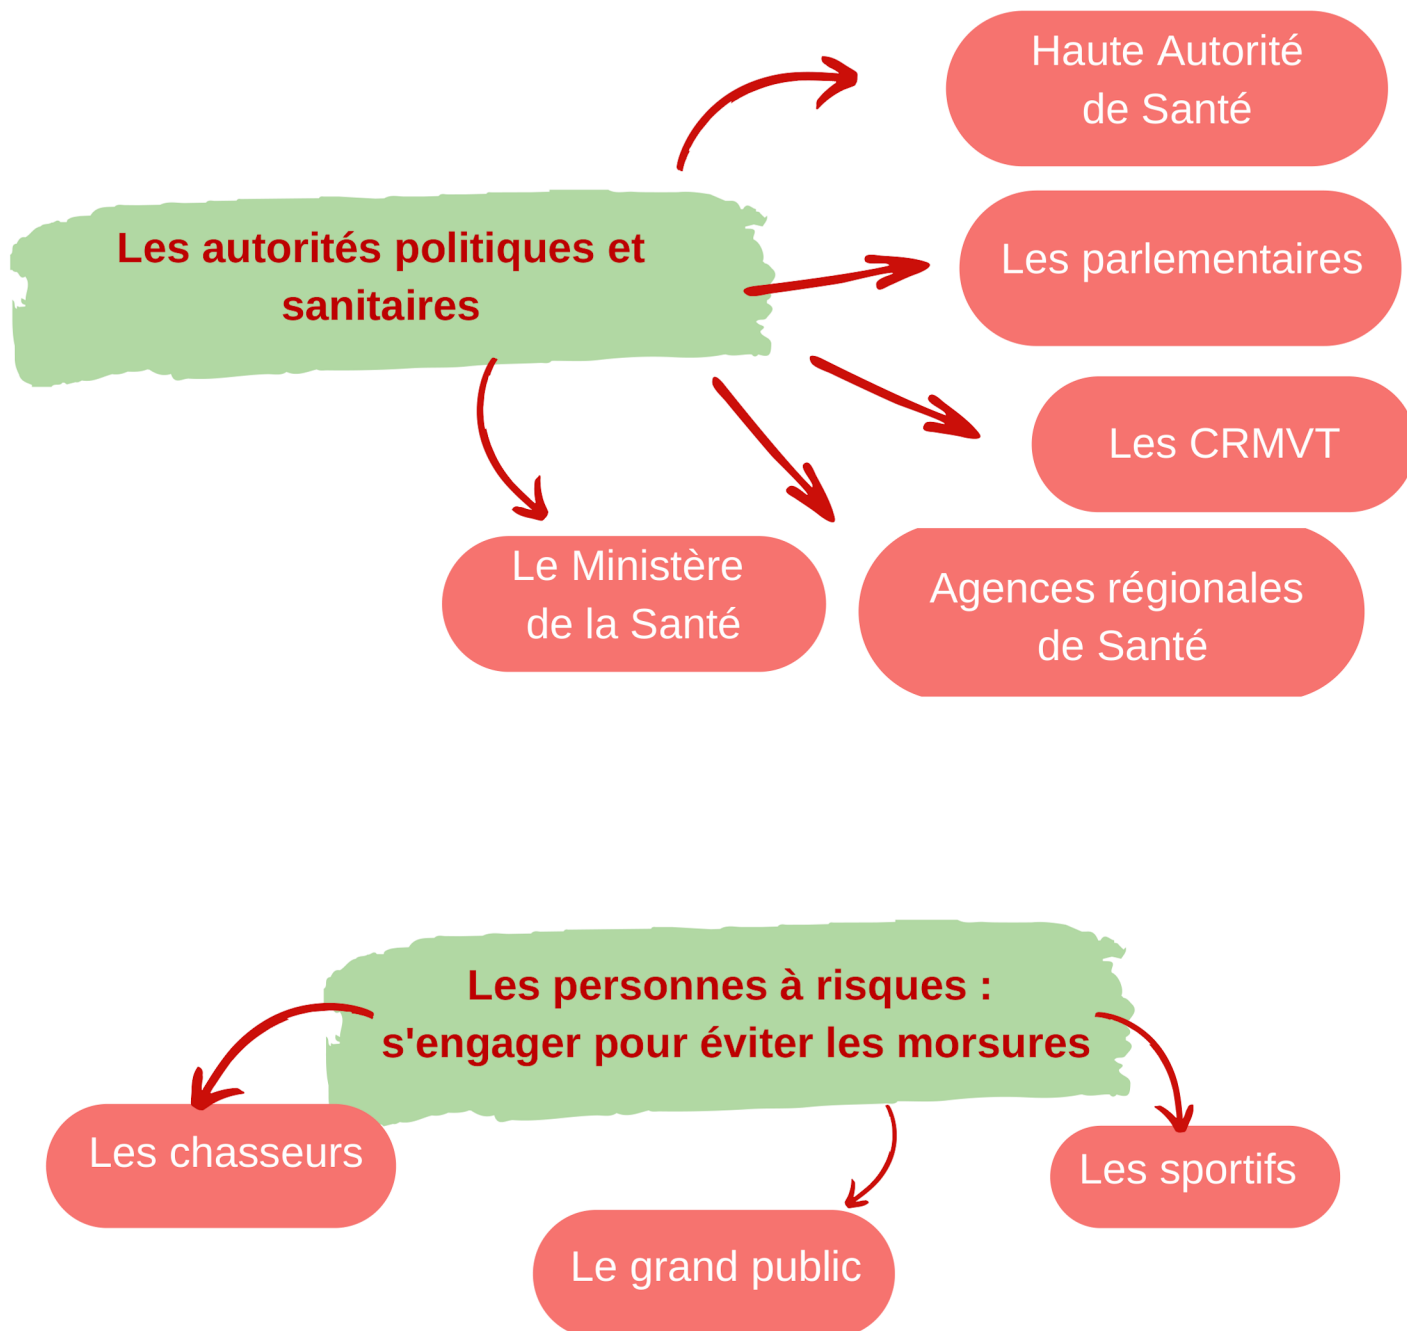 Haute Autorité
de Santé
Les autorités politiques et
sanitaires
Les parlementaires
Les CRMVT
Le Ministère
de la Santé
Agences régionales
de Santé
Les personnes à risques :
s'engager pour éviter les morsures
Les chasseurs
Les sportifs
Le grand public